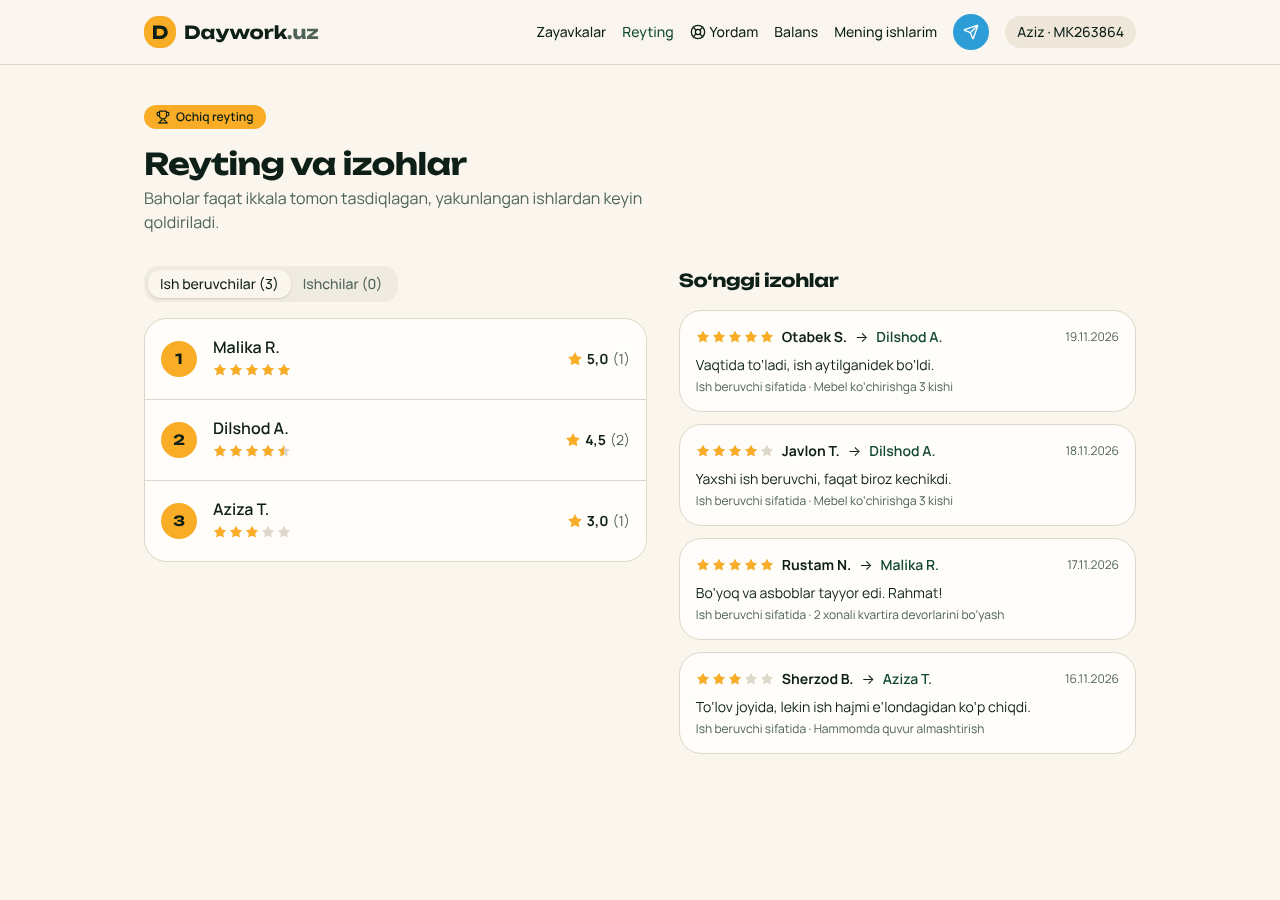 D Daywork.uz
Zayavkalar Reyting Yordam Balans Mening ishlarim Aziz · MK263864
Ochiq reyting
Reyting va izohlar
Baholar faqat ikkala tomon tasdiqlagan, yakunlangan ishlardan keyin
qoldiriladi.
Ish beruvchilar (3) Ishchilar (0)
1 Malika R. 5,0 (1)
2 Dilshod A. 4,5 (2)
3 Aziza T. 3,0 (1)
Soʻnggi izohlar
Otabek S. → Dilshod A. 19.11.2026
Vaqtida to'ladi, ish aytilganidek bo'ldi.
Ish beruvchi sifatida · Mebel ko'chirishga 3 kishi
Javlon T. → Dilshod A. 18.11.2026
Yaxshi ish beruvchi, faqat biroz kechikdi.
Ish beruvchi sifatida · Mebel ko'chirishga 3 kishi
Rustam N. → Malika R. 17.11.2026
Bo'yoq va asboblar tayyor edi. Rahmat!
Ish beruvchi sifatida · 2 xonali kvartira devorlarini bo'yash
Sherzod B. → Aziza T. 16.11.2026
To'lov joyida, lekin ish hajmi e'londagidan ko'p chiqdi.
Ish beruvchi sifatida · Hammomda quvur almashtirish